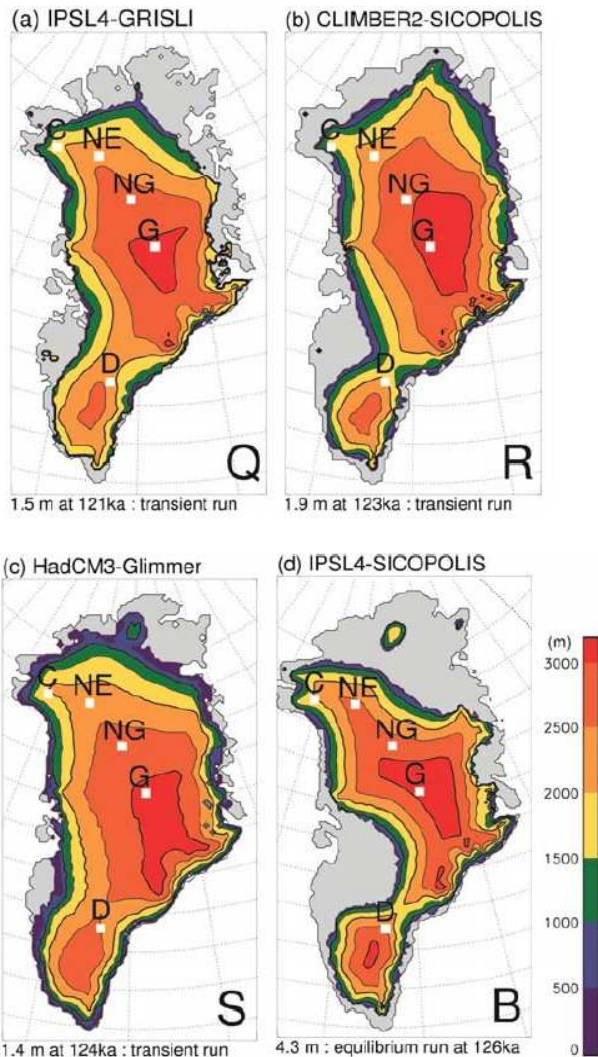 (a) IPSL4-GRISLI
C
NE
NG
G
D
Q
1.5 m at 121ka : transient run
(b) CLIMBER2-SICOPOLIS
C
NE
NG
G
D
R
1.9 m at 123ka : transient run
(c) HadCM3-Glimmer
C
NE
NG
G
D
S
1.4 m at 124ka : transient run
(d) IPSL4-SICOPOLIS
C
NE
NG
G
D
B
4.3 m : equilibrium run at 126ka
(m)
3000
2500
2000
1500
1000
500
0